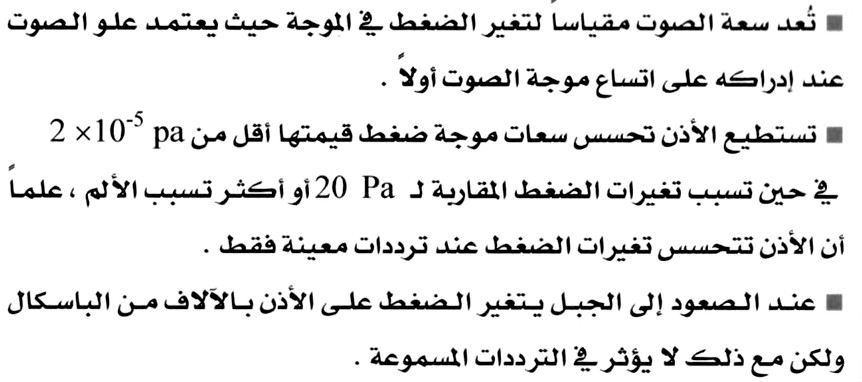 ■ تُعد سعة الصوت مقياساً لتغير الضغط في الموجة حيث يعتمد علو الصوت
عند إدراكه على اتساع موجة الصوت أولاً .
■ تستطيع الأذن تحسس سعات موجة ضغط قيمتها أقل من 2 ×10⁻⁵ pa
في حين تسبب تغيرات الضغط المقاربة لـ 20 Pa أو أكثر تسبب الألم ، علماً
أن الأذن تتحسس تغيرات الضغط عند ترددات معينة فقط .
■ عند الصعود إلى الجبل يتغير الضغط على الأذن بالآلاف من الباسكال
ولكن مع ذلك لا يؤثر في الترددات المسموعة .